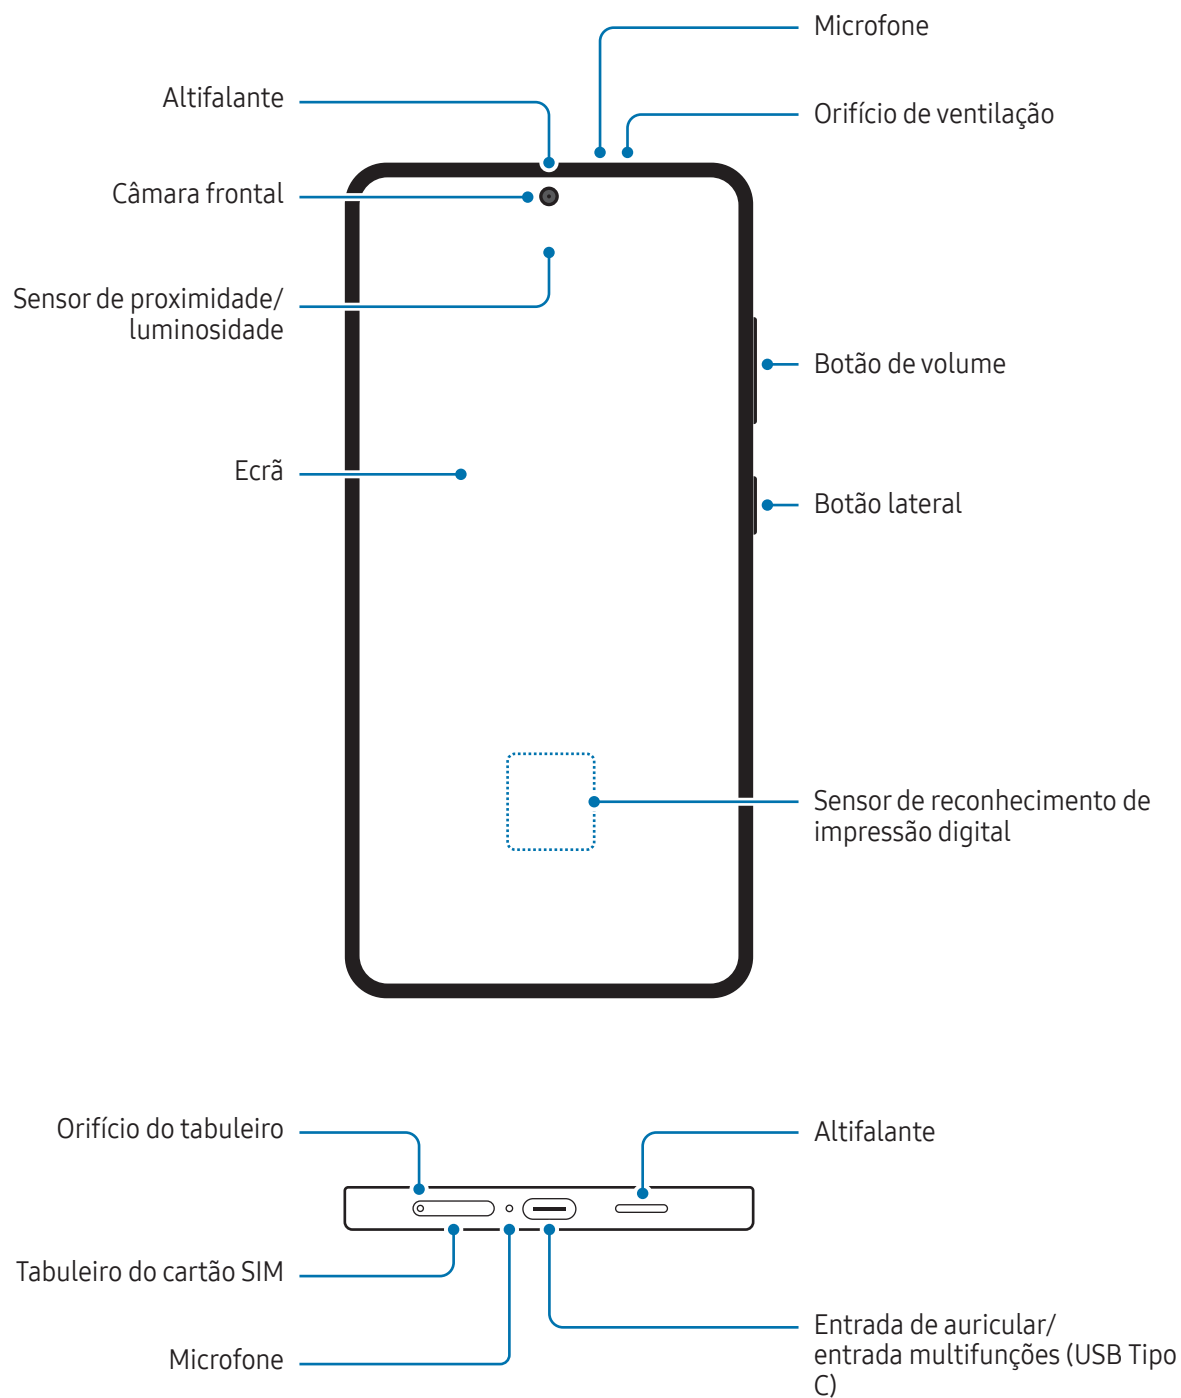 Microfone
Altifalante
Orifício de ventilação
Câmara frontal
Sensor de proximidade/
luminosidade
Botão de volume
Ecrã
Botão lateral
Sensor de reconhecimento de
impressão digital
Orifício do tabuleiro
Altifalante
Tabuleiro do cartão SIM
Entrada de auricular/
entrada multifunções (USB Tipo
C)
Microfone